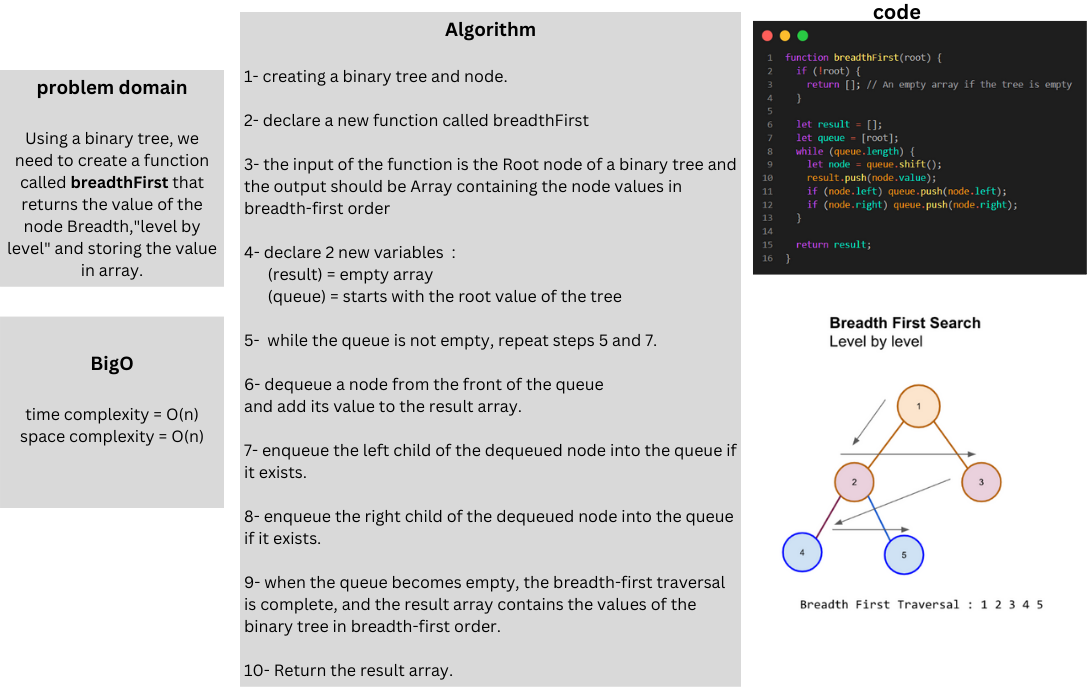 problem domain
Using a binary tree, we
need to create a function
called breadthFirst that
returns the value of the
node Breadth,"level by
level" and storing the value
in array.
BigO
time complexity = O(n)
space complexity = O(n)
Algorithm
1- creating a binary tree and node.
2- declare a new function called breadthFirst
3- the input of the function is the Root node of a binary tree and
the output should be Array containing the node values in
breadth-first order
4- declare 2 new variables :
(result) = empty array
(queue) = starts with the root value of the tree
5- while the queue is not empty, repeat steps 5 and 7.
6- dequeue a node from the front of the queue
and add its value to the result array.
7- enqueue the left child of the dequeued node into the queue if
it exists.
8- enqueue the right child of the dequeued node into the queue
if it exists.
9- when the queue becomes empty, the breadth-first traversal
is complete, and the result array contains the values of the
binary tree in breadth-first order.
10- Return the result array.
code
1 function breadthFirst(root) {
2 if (!root) {
3 return []; // An empty array if the tree is empty
4 }
5
6 let result = [];
7 let queue = [root];
8 while (queue.length) {
9 let node = queue.shift();
10 result.push(node.value);
11 if (node.left) queue.push(node.left);
12 if (node.right) queue.push(node.right);
13 }
14
15 return result;
16 }
Breadth First Search
Level by level
1
2
3
4
5
Breadth First Traversal : 1 2 3 4 5